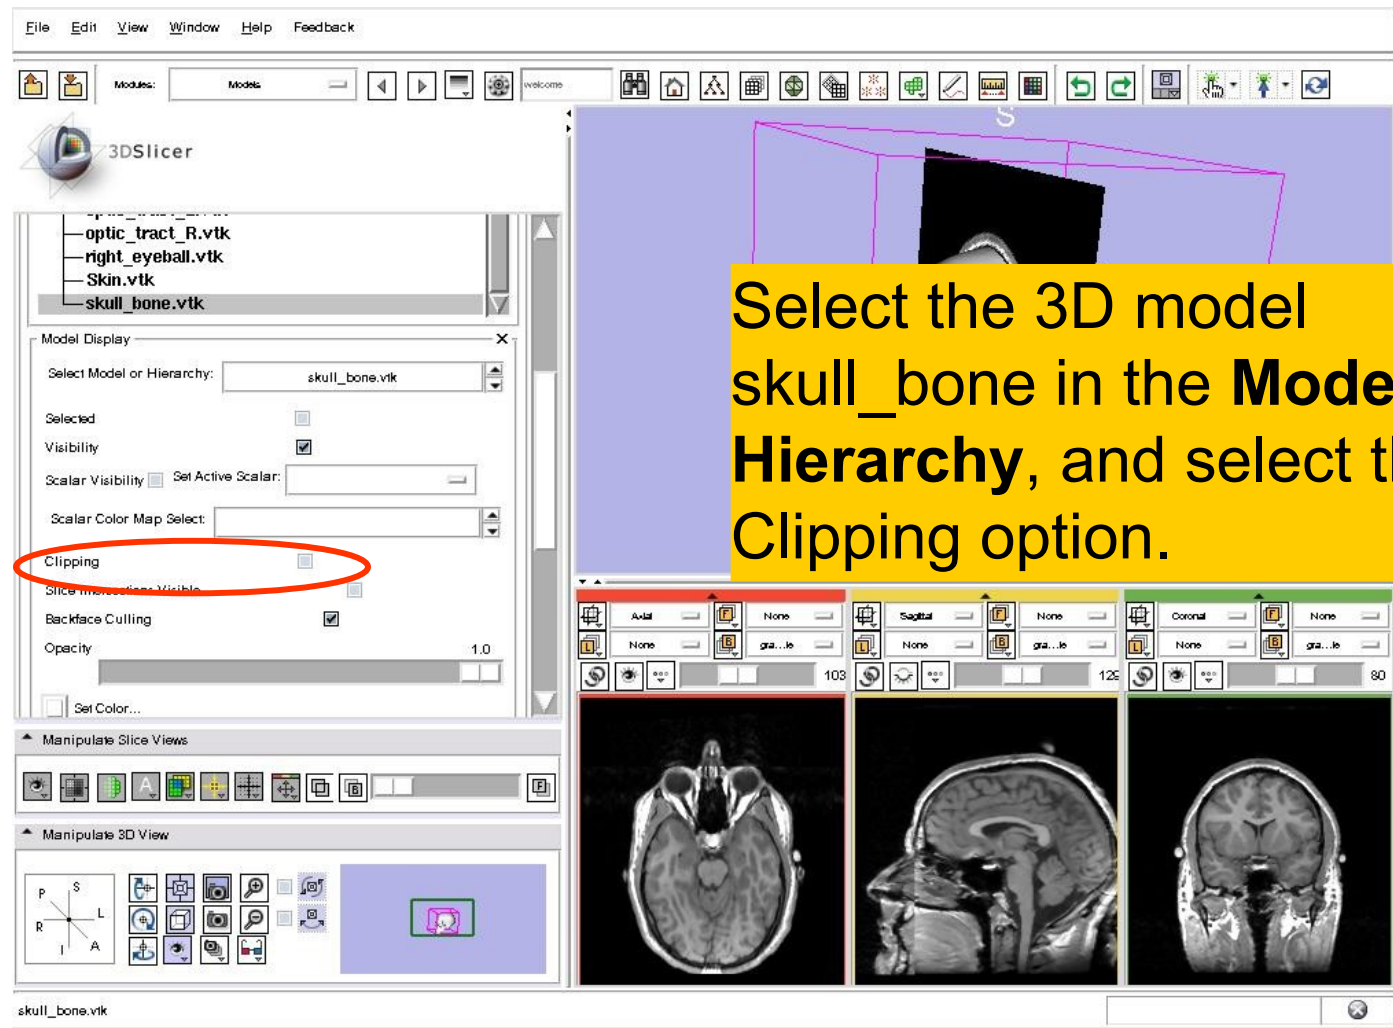 File Edit View Window Help Feedback
Modules: Models welcome
3DSlicer
optic_tract_R.vtk
right_eyeball.vtk
Skin.vtk
skull_bone.vtk
Model Display
Select Model or Hierarchy: skull_bone.vtk
Selected
Visibility
Scalar Visibility Set Active Scalar:
Scalar Color Map Select:
Clipping
Slice Intersections Visible
Backface Culling
Opacity 1.0
Set Color...
Manipulate Slice Views
A
B F
Manipulate 3D View
P S
R L
I A
skull_bone.vtk
S
Select the 3D model
skull_bone in the Mode
Hierarchy, and select t
Clipping option.
Axial F None Sagittal F None Coronal F None
L None B gra...le L None B gra...le L None B gra...le
103 129 80